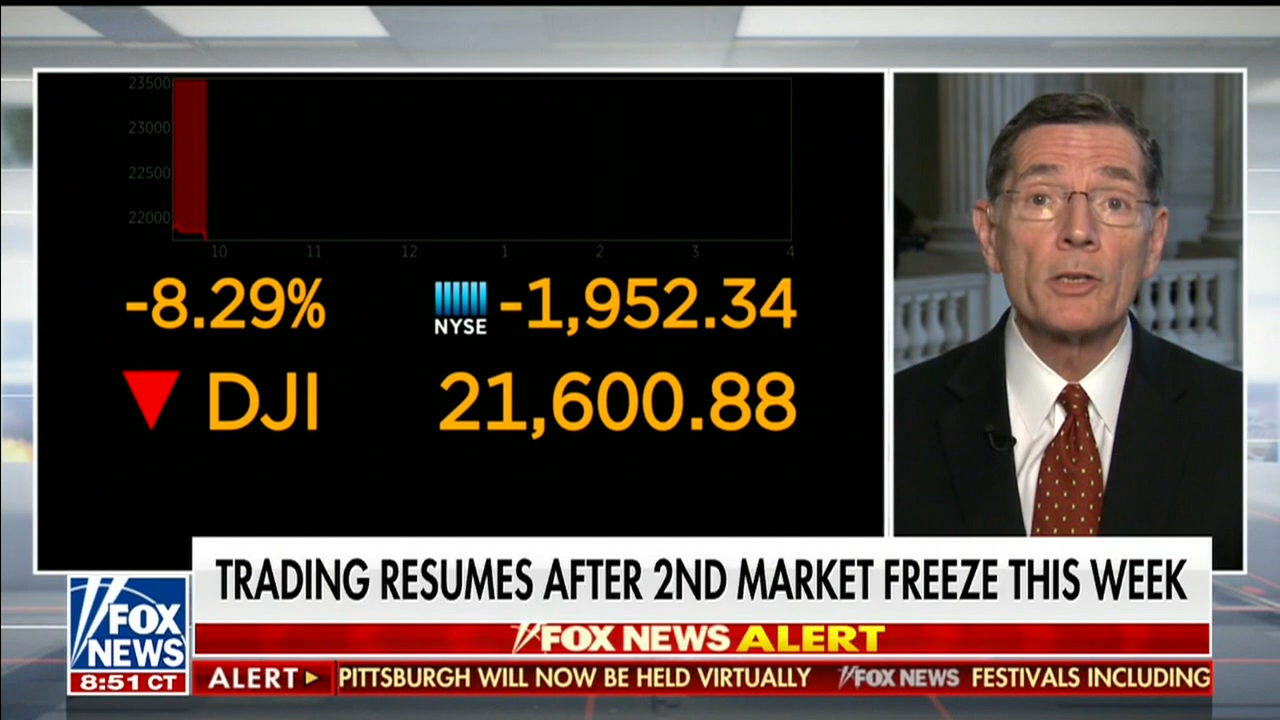 23500
23000
22500
22000
10 11 12 1 2 3 4
-8.29% NYSE -1,952.34
DJI 21,600.88
TRADING RESUMES AFTER 2ND MARKET FREEZE THIS WEEK
FOX NEWS ALERT
FOX NEWS
8:51 CT
ALERT PITTSBURGH WILL NOW BE HELD VIRTUALLY FOX NEWS FESTIVALS INCLUDING